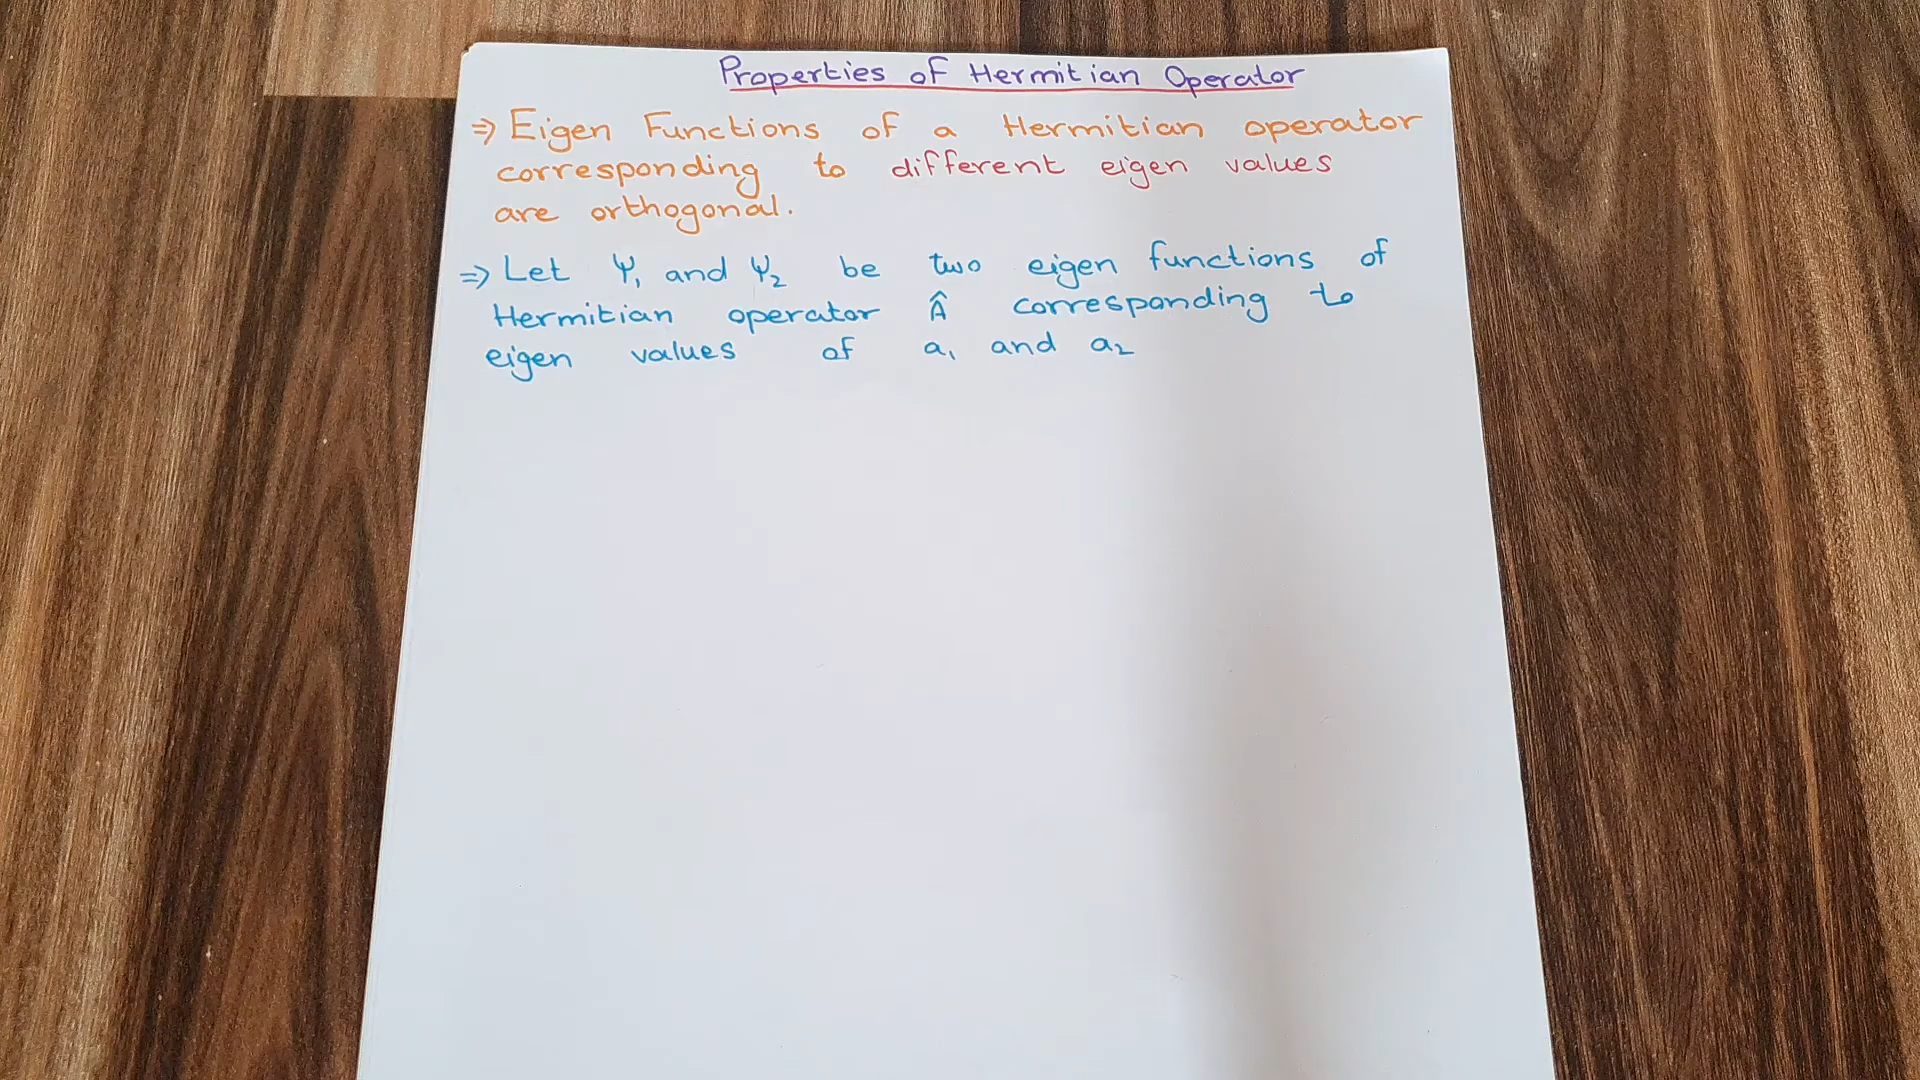 Properties of Hermitian Operator
⇒ Eigen Functions of a Hermitian operator
corresponding to different eigen values
are orthogonal.
⇒ Let Ψ₁ and Ψ₂ be two eigen functions of
Hermitian operator Â corresponding to
eigen values of a₁ and a₂